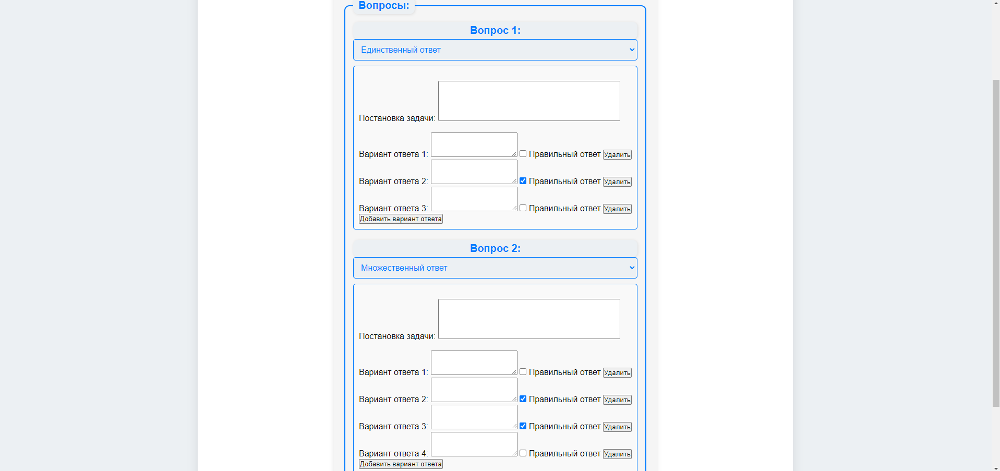 Вопросы:
Вопрос 1:
Единственный ответ
Постановка задачи:
Вариант ответа 1: Правильный ответ Удалить
Вариант ответа 2: Правильный ответ Удалить
Вариант ответа 3: Правильный ответ Удалить
Добавить вариант ответа
Вопрос 2:
Множественный ответ
Постановка задачи:
Вариант ответа 1: Правильный ответ Удалить
Вариант ответа 2: Правильный ответ Удалить
Вариант ответа 3: Правильный ответ Удалить
Вариант ответа 4: Правильный ответ Удалить
Добавить вариант ответа